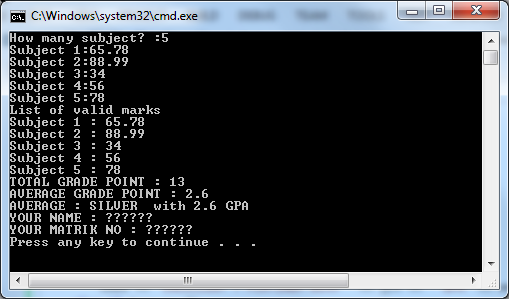 C:\Windows\system32\cmd.exe
How many subject? :5
Subject 1:65.78
Subject 2:88.99
Subject 3:34
Subject 4:56
Subject 5:78
List of valid marks
Subject 1 : 65.78
Subject 2 : 88.99
Subject 3 : 34
Subject 4 : 56
Subject 5 : 78
TOTAL GRADE POINT : 13
AVERAGE GRADE POINT : 2.6
AVERAGE : SILVER  with 2.6 GPA
YOUR NAME : ??????
YOUR MATRIK NO : ??????
Press any key to continue . . .